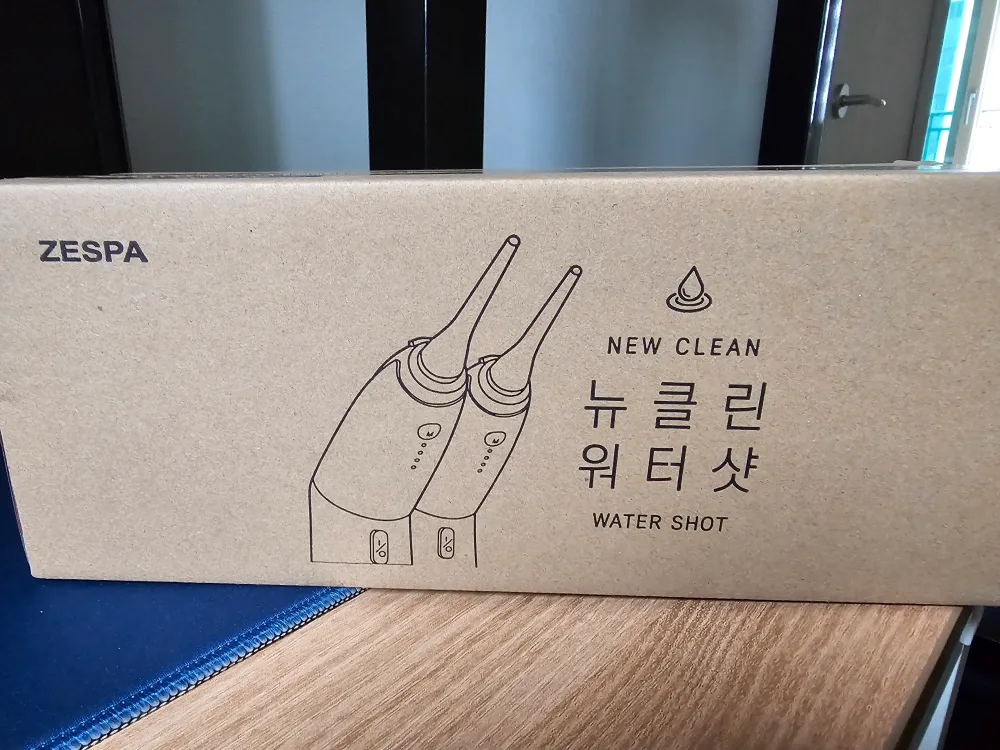 ZESPA
NEW CLEAN
뉴클린
워터샷
WATER SHOT
M
M
I/O
I/O